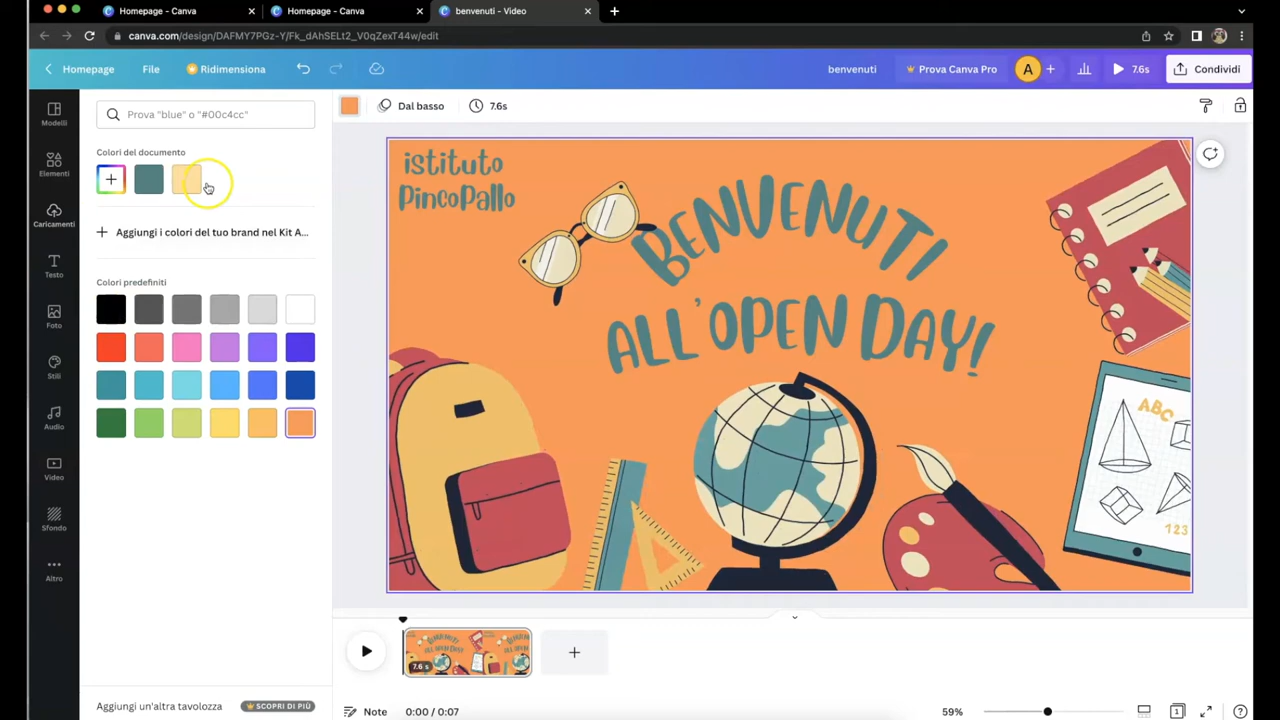 Homepage - Canva
Homepage - Canva
benvenuti - Video
canva.com/design/DAFMY7PGz-Y/Fk_dAhSELt2_V0qZexT44w/edit
Homepage
File
Ridimensiona
benvenuti
Prova Canva Pro
A
7.6s
Condividi
Modelli
Elementi
Caricamenti
Testo
Foto
Stili
Audio
Video
Sfondo
Altro
Prova "blue" o "#00c4cc"
Colori del documento
Aggiungi i colori del tuo brand nel Kit A...
Colori predefiniti
Aggiungi un'altra tavolozza
SCOPRI DI PIÙ
Dal basso
7.6s
istituto
PincoPallo
BENVENUTI
ALL'OPEN DAY!
ABC
123
7.6 s
Note
0:00 / 0:07
59%
1